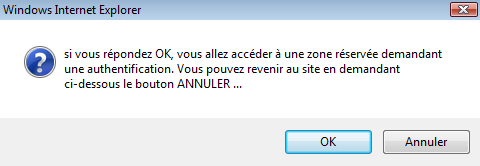 Windows Internet Explorer
si vous répondez OK, vous allez accéder à une zone réservée demandant
une authentification. Vous pouvez revenir au site en demandant
ci-dessous le bouton ANNULER ...
OK
Annuler